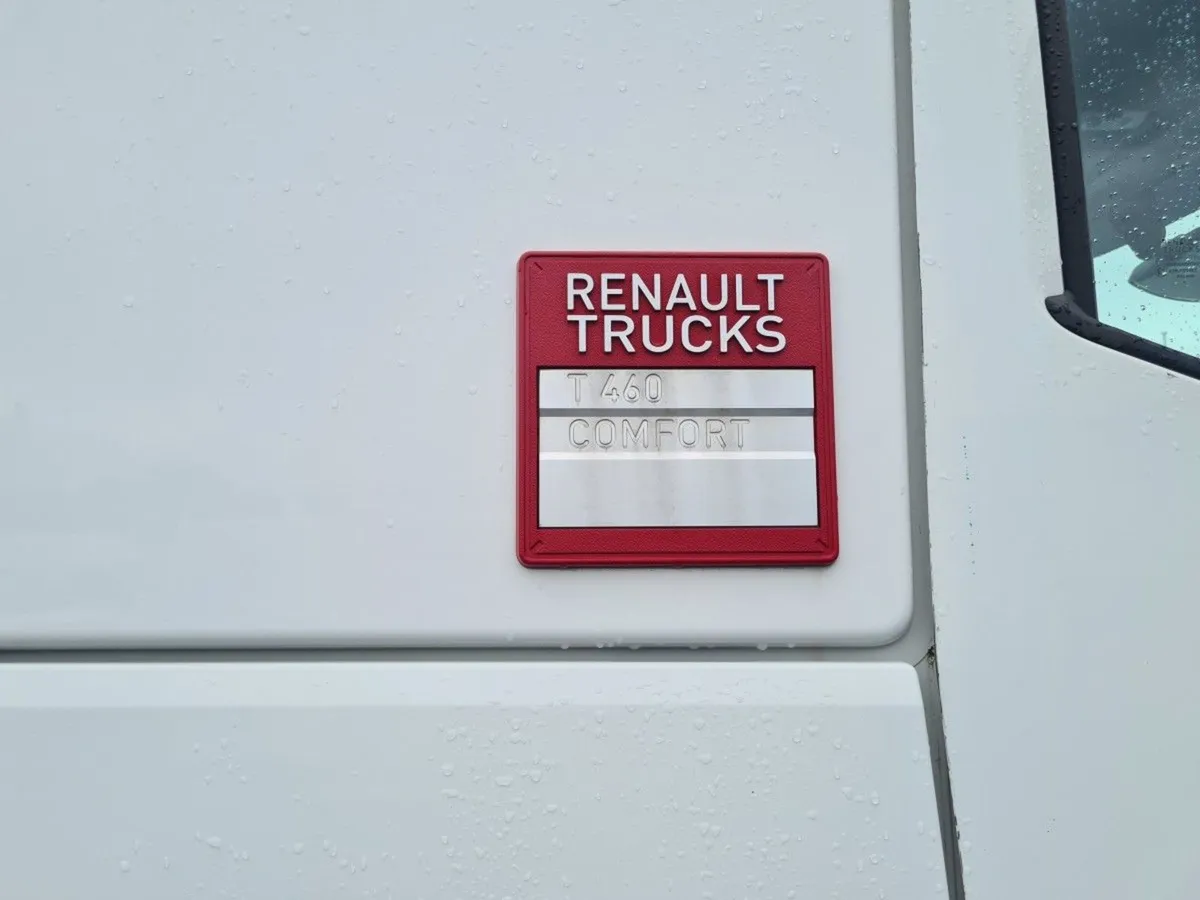 RENAULT
TRUCKS
T 460
COMFORT